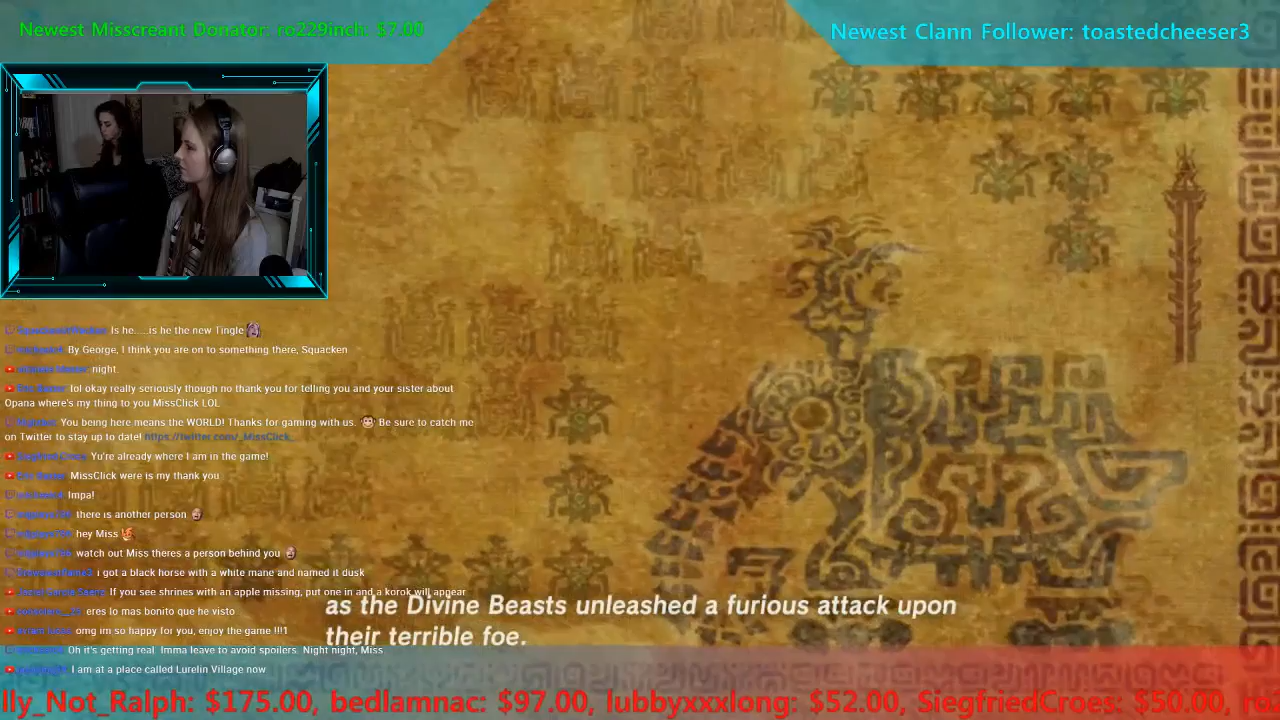 Newest Misscreant Donator: ro229inch: $7.00
Newest Clann Follower: toastedcheeser3
Is he.....is he the new Tingle
By George, I think you are on to something there, Squacken
night.
lol okay really seriously though no thank you for telling you and your sister about
Opana where's my thing to you MissClick LOL
You being here means the WORLD! Thanks for gaming with us. Be sure to catch me
on Twitter to stay up to date! https://twitter.com/_MissClick_
Yu're already where I am in the game!
MissClick were is my thank you
Impa!
there is another person
hey Miss
watch out Miss theres a person behind you
i got a black horse with a white mane and named it dusk
If you see shrines with an apple missing, put one in and a korok will appear
eres lo mas bonito que he visto
omg im so happy for you, enjoy the game !!!1
Oh it's getting real. Imma leave to avoid spoilers. Night night, Miss
I am at a place called Lurelin Village now
as the Divine Beasts unleashed a furious attack upon
their terrible foe.
lly_Not_Ralph: $175.00, bedlamnac: $97.00, lubbyxxxlong: $52.00, SiegfriedCroes: $50.00,